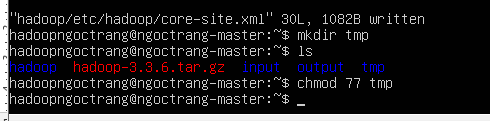 "hadoop/etc/hadoop/core-site.xml" 30L, 1082B written
hadoopngoctrang@ngoctrang-master:~$ mkdir tmp
hadoopngoctrang@ngoctrang-master:~$ ls
hadoop hadoop-3.3.6.tar.gz input output tmp
hadoopngoctrang@ngoctrang-master:~$ chmod 77 tmp
hadoopngoctrang@ngoctrang-master:~$ _